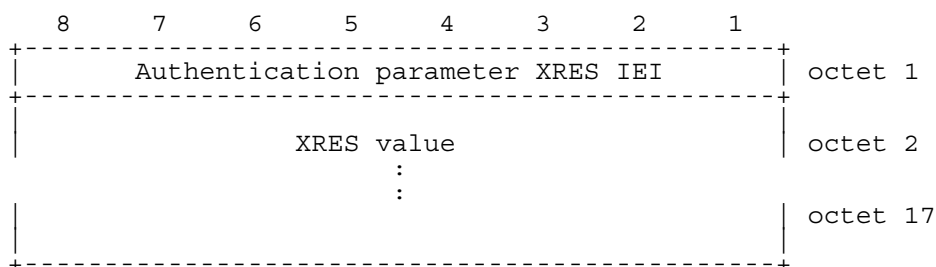 8 7 6 5 4 3 2 1
+---------------------------------------+
| Authentication parameter XRES IEI | octet 1
+---------------------------------------+
| |
| XRES value | octet 2
:
:
| | octet 17
| |
+---------------------------------------+